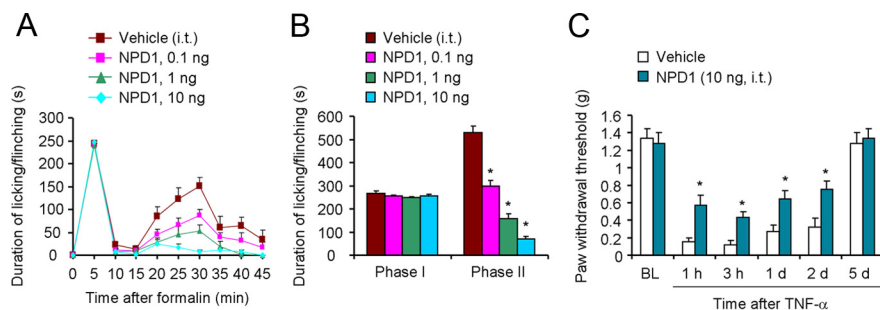 A
Vehicle (i.t.)
NPD1, 0.1 ng
NPD1, 1 ng
NPD1, 10 ng
Duration of licking/flinching (s)
300
250
200
150
100
50
0
0 5 10 15 20 25 30 35 40 45
Time after formalin (min)
B
Vehicle (i.t.)
NPD1, 0.1 ng
NPD1, 1 ng
NPD1, 10 ng
Duration of licking/flinching (s)
600
500
400
300
200
100
0
* * *
Phase I Phase II
C
Vehicle
NPD1 (10 ng, i.t.)
Paw withdrawal threshold (g)
1.6
1.4
1.2
1
0.8
0.6
0.4
0.2
0
* * * *
BL 1 h 3 h 1 d 2 d 5 d
Time after TNF-α